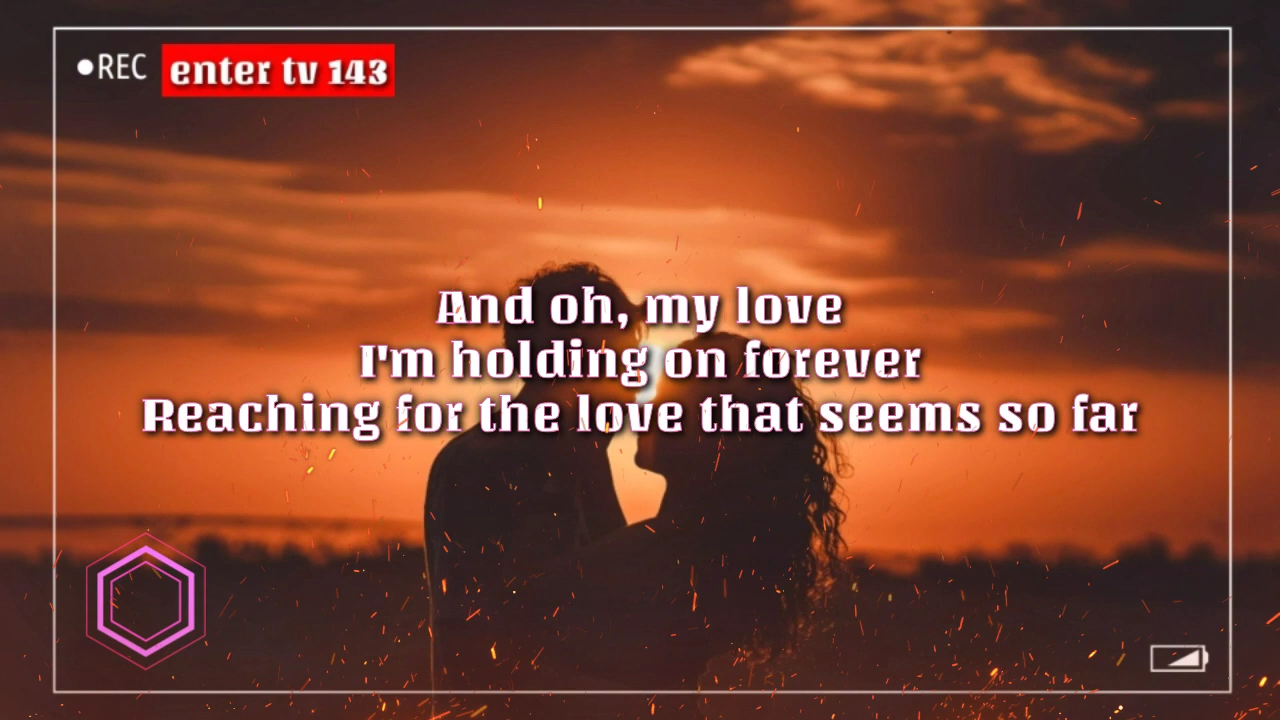 REC
enter tv 143
And oh, my love
I'm holding on forever
Reaching for the love that seems so far